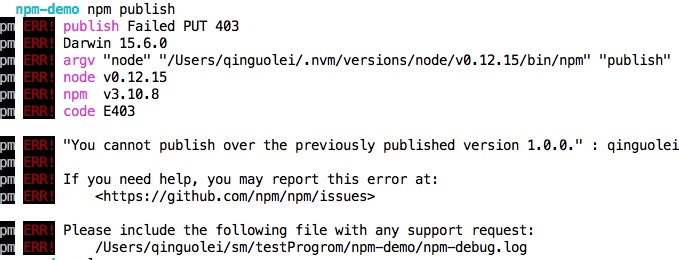 npm-demo npm publish
pm ERR! publish Failed PUT 403
pm ERR! Darwin 15.6.0
pm ERR! argv "node" "/Users/qinguolei/.nvm/versions/node/v0.12.15/bin/npm" "publish"
pm ERR! node v0.12.15
pm ERR! npm  v3.10.8
pm ERR! code E403
pm ERR!
pm ERR! "You cannot publish over the previously published version 1.0.0." : qinguolei
pm ERR!
pm ERR! If you need help, you may report this error at:
pm ERR!     <https://github.com/npm/npm/issues>
pm ERR! Please include the following file with any support request:
pm ERR!     /Users/qinguolei/sm/testProgrom/npm-demo/npm-debug.log